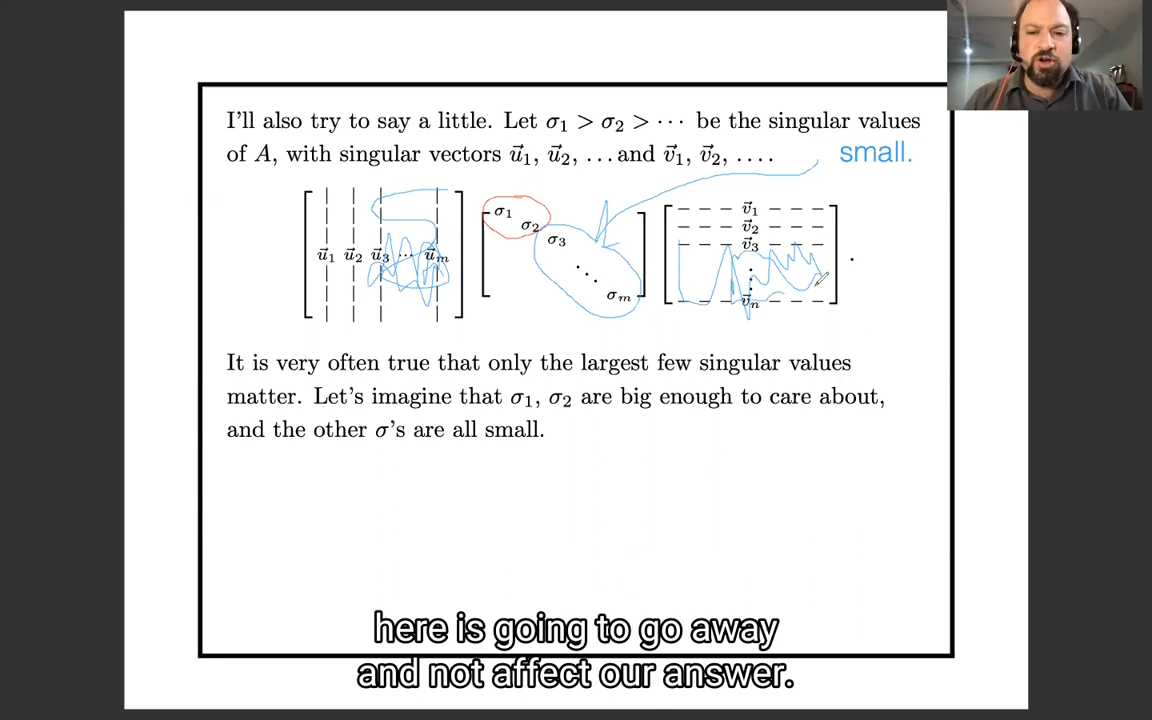 I'll also try to say a little. Let σ₁ > σ₂ > ⋯ be the singular values
of A, with singular vectors u⃗₁, u⃗₂, … and v⃗₁, v⃗₂, ….
small.
u⃗₁ u⃗₂ u⃗₃ ⋯ u⃗ₘ
σ₁
σ₂
σ₃
⋱
σₘ
v⃗₁
v⃗₂
v⃗₃
⋮
v⃗ₙ
.
It is very often true that only the largest few singular values
matter. Let's imagine that σ₁, σ₂ are big enough to care about,
and the other σ's are all small.
here is going to go away
and not affect our answer.